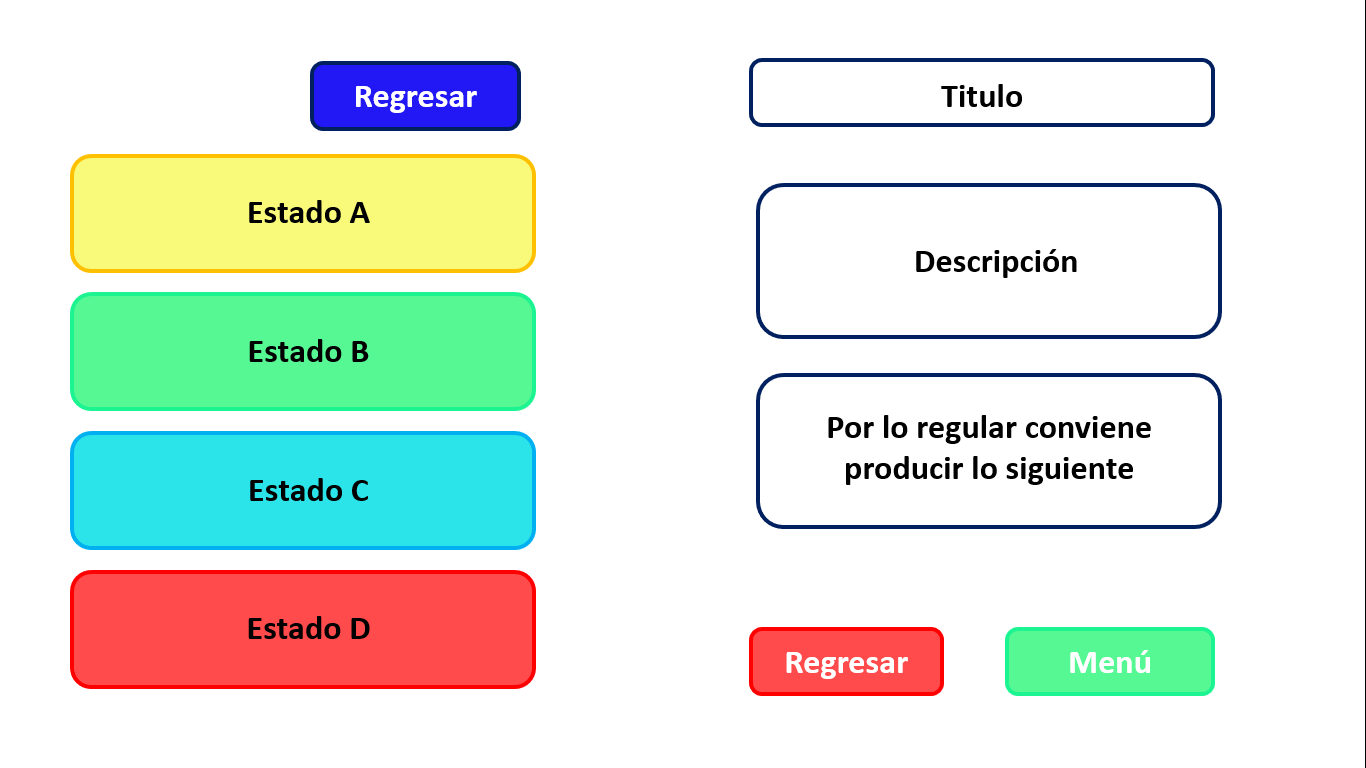 Regresar
Estado A
Estado B
Estado C
Estado D
Titulo
Descripción
Por lo regular conviene
producir lo siguiente
Regresar
Menú